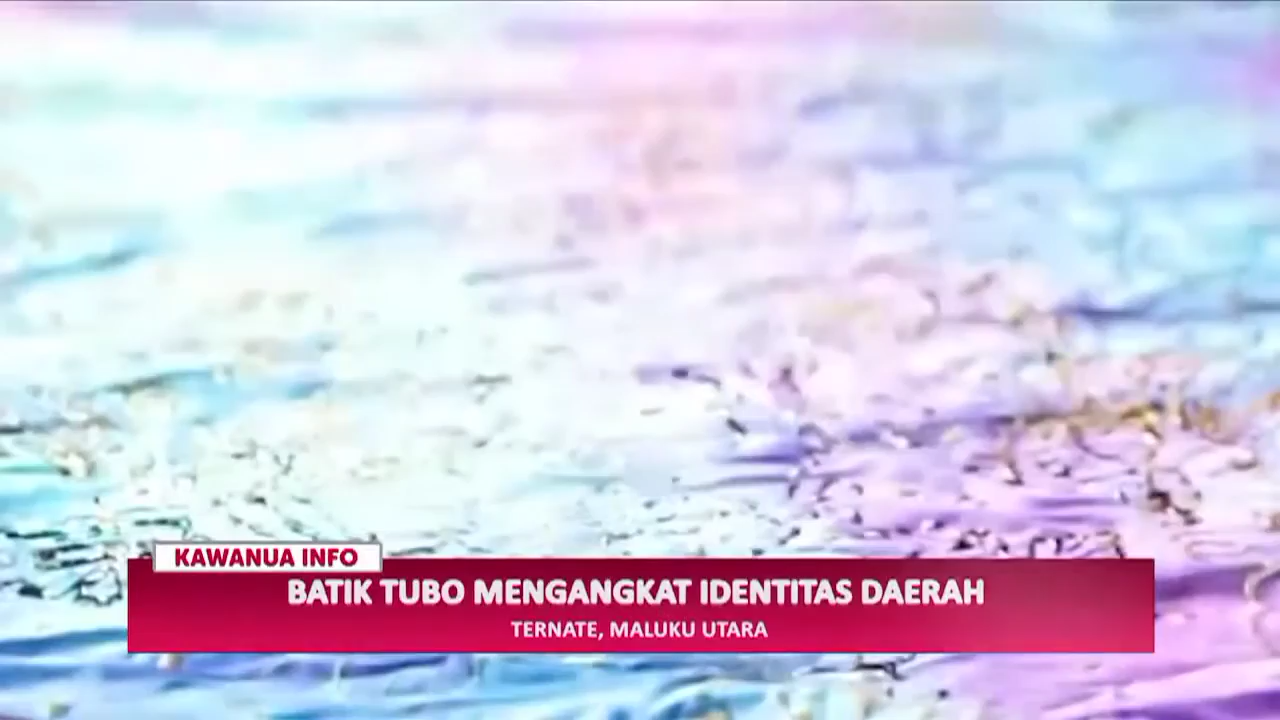 KAWANUA INFO
BATIK TUBO MENGANGKAT IDENTITAS DAERAH
TERNATE, MALUKU UTARA